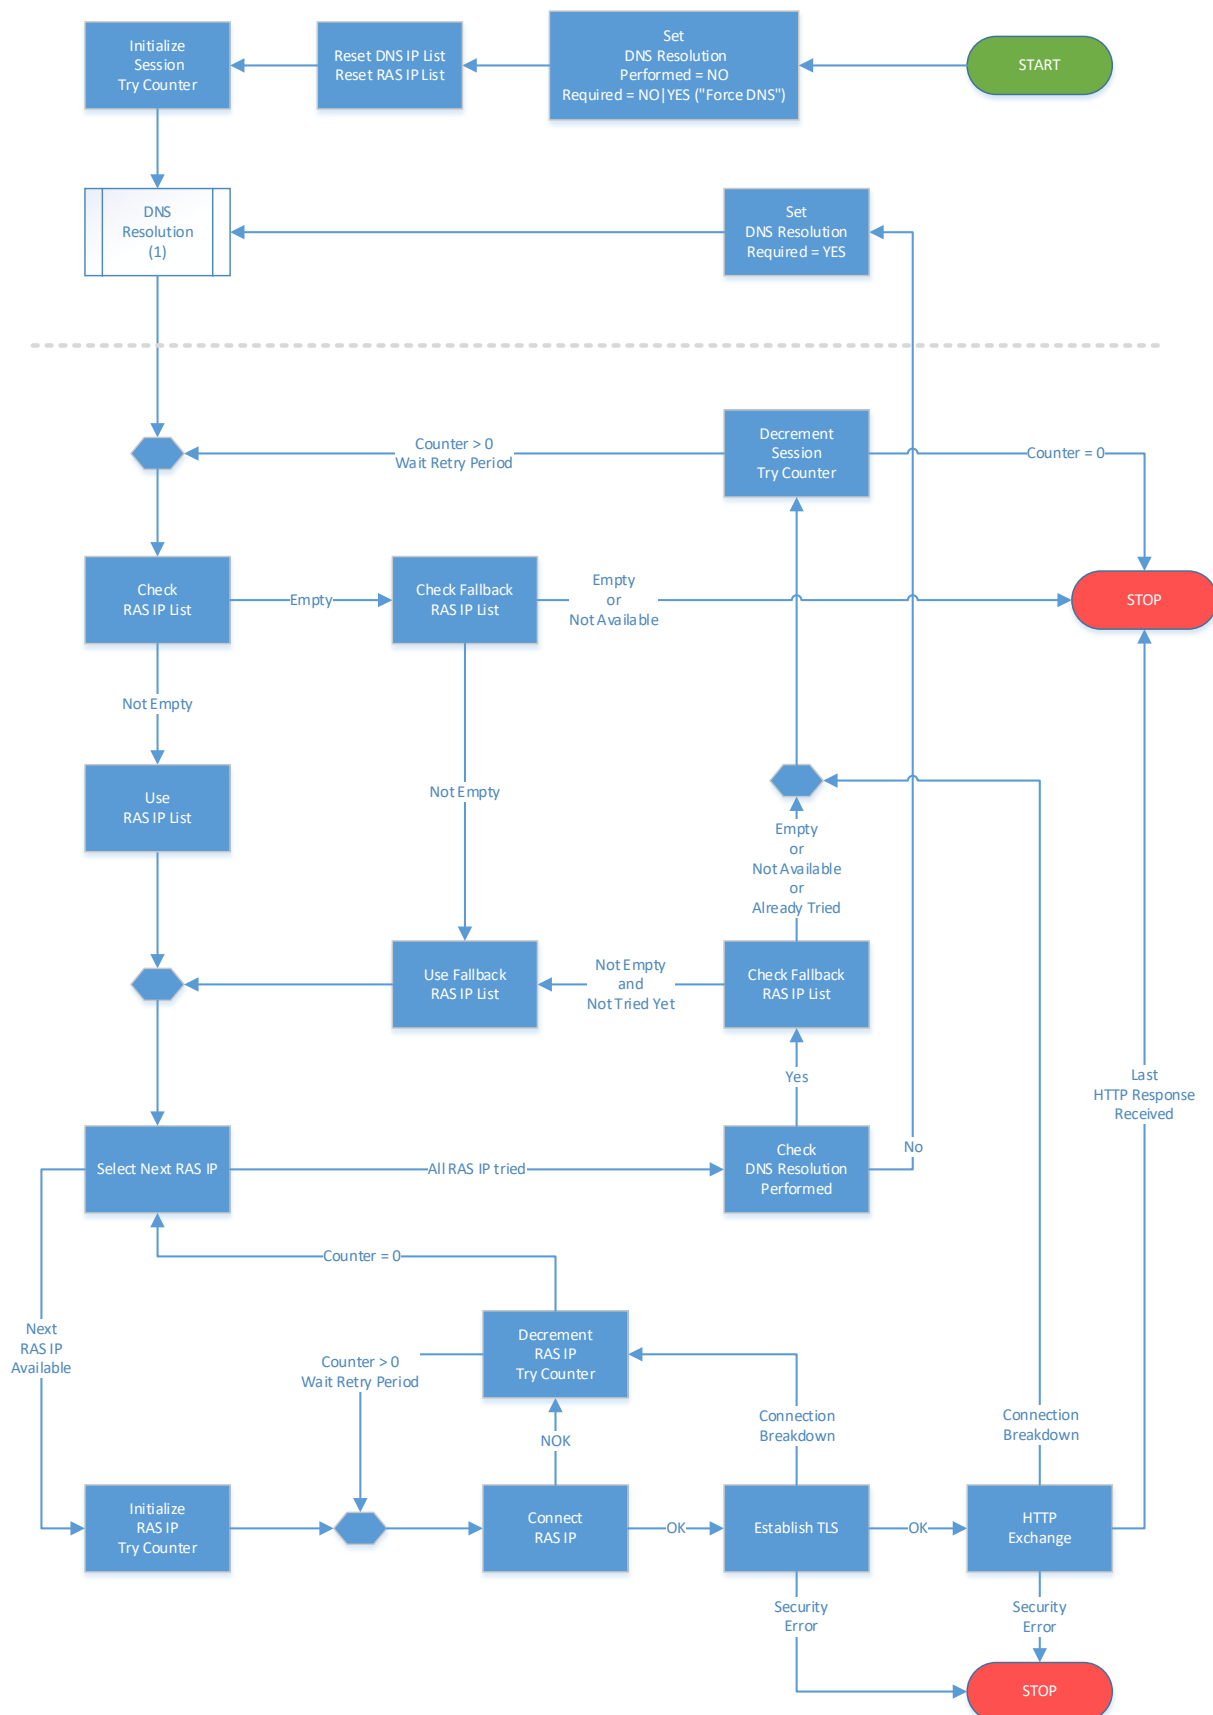 Initialize
Session
Try Counter
Reset DNS IP List
Reset RAS IP List
Set
DNS Resolution
Performed = NO
Required = NO|YES ("Force DNS")
START
DNS
Resolution
(1)
Set
DNS Resolution
Required = YES
Counter > 0
Wait Retry Period
Decrement
Session
Try Counter
Counter = 0
Check
RAS IP List
Empty
Check Fallback
RAS IP List
Empty
or
Not Available
STOP
Not Empty
Use
RAS IP List
Not Empty
Empty
or
Not Available
or
Already Tried
Use Fallback
RAS IP List
Not Empty
and
Not Tried Yet
Check Fallback
RAS IP List
Yes
Last
HTTP Response
Received
Select Next RAS IP
All RAS IP tried
Check
DNS Resolution
Performed
No
Counter = 0
Next
RAS IP
Available
Decrement
RAS IP
Try Counter
Counter > 0
Wait Retry Period
NOK
Connection
Breakdown
Connection
Breakdown
Initialize
RAS IP
Try Counter
Connect
RAS IP
OK
Establish TLS
OK
HTTP
Exchange
Security
Error
Security
Error
STOP